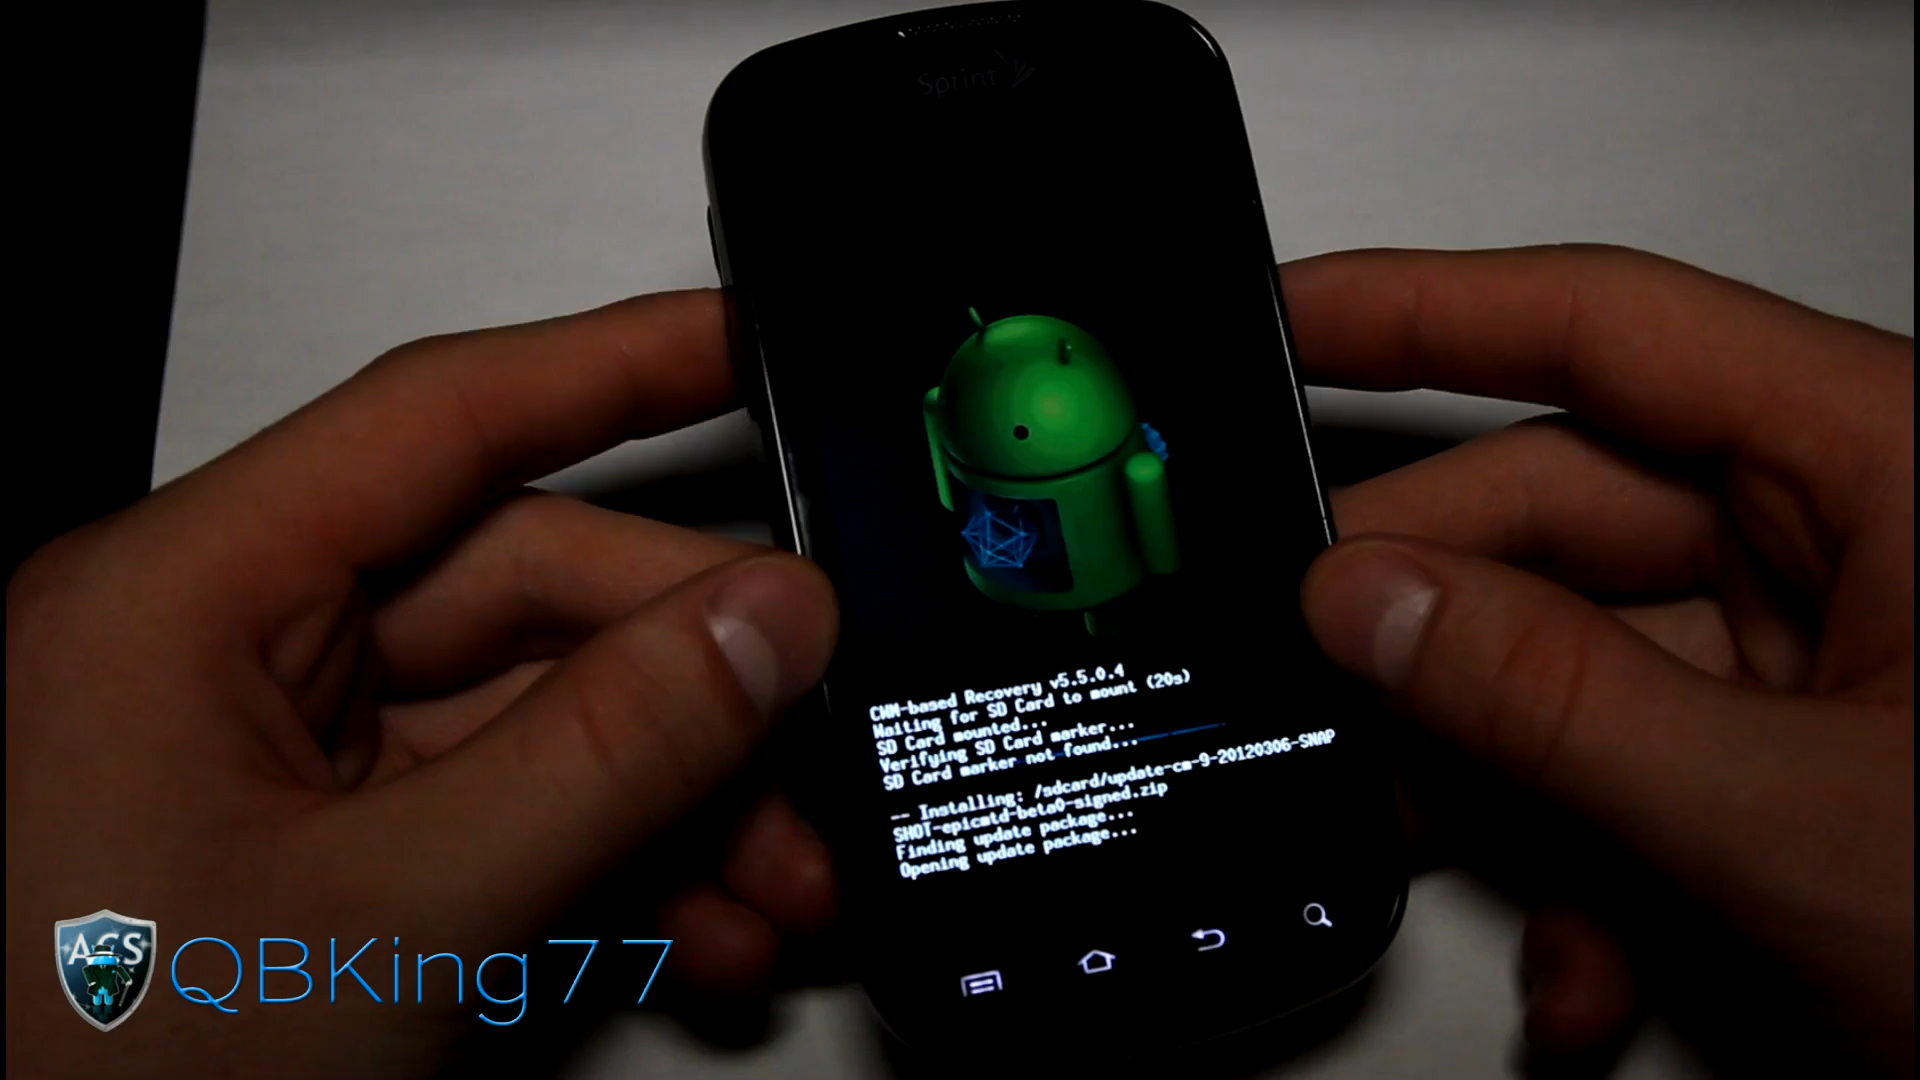 Sprint
CWM-based Recovery v5.5.0.4
Waiting for SD Card to mount (20s)
SD Card mounted...
Verifying SD Card marker...
SD Card marker not found...
-- Installing: /sdcard/update-cm-9-20120306-SNAP
SHOT-epicmtd-beta0-signed.zip
Finding update package...
Opening update package...
ACS
QBKing77